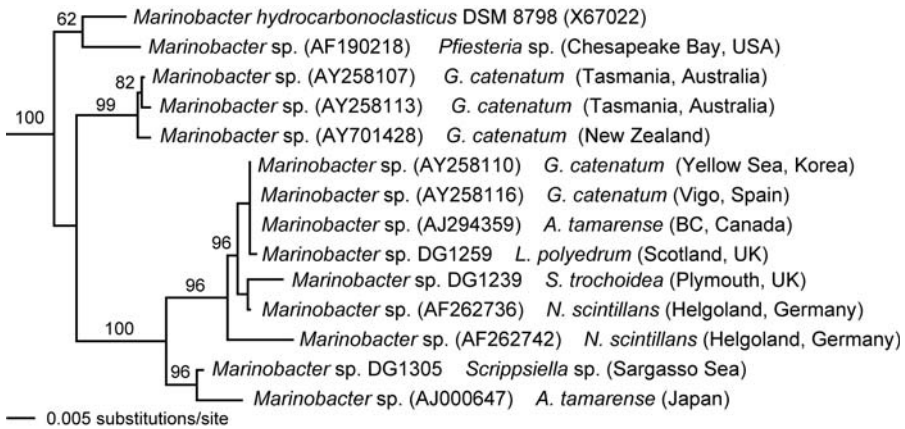 62 Marinobacter hydrocarbonoclasticus DSM 8798 (X67022)
Marinobacter sp. (AF190218) Pfiesteria sp. (Chesapeake Bay, USA)
82 Marinobacter sp. (AY258107) G. catenatum (Tasmania, Australia)
99 Marinobacter sp. (AY258113) G. catenatum (Tasmania, Australia)
100 Marinobacter sp. (AY701428) G. catenatum (New Zealand)
Marinobacter sp. (AY258110) G. catenatum (Yellow Sea, Korea)
Marinobacter sp. (AY258116) G. catenatum (Vigo, Spain)
Marinobacter sp. (AJ294359) A. tamarense (BC, Canada)
96 Marinobacter sp. DG1259 L. polyedrum (Scotland, UK)
96 Marinobacter sp. DG1239 S. trochoidea (Plymouth, UK)
Marinobacter sp. (AF262736) N. scintillans (Helgoland, Germany)
100 Marinobacter sp. (AF262742) N. scintillans (Helgoland, Germany)
96 Marinobacter sp. DG1305 Scrippsiella sp. (Sargasso Sea)
Marinobacter sp. (AJ000647) A. tamarense (Japan)
0.005 substitutions/site